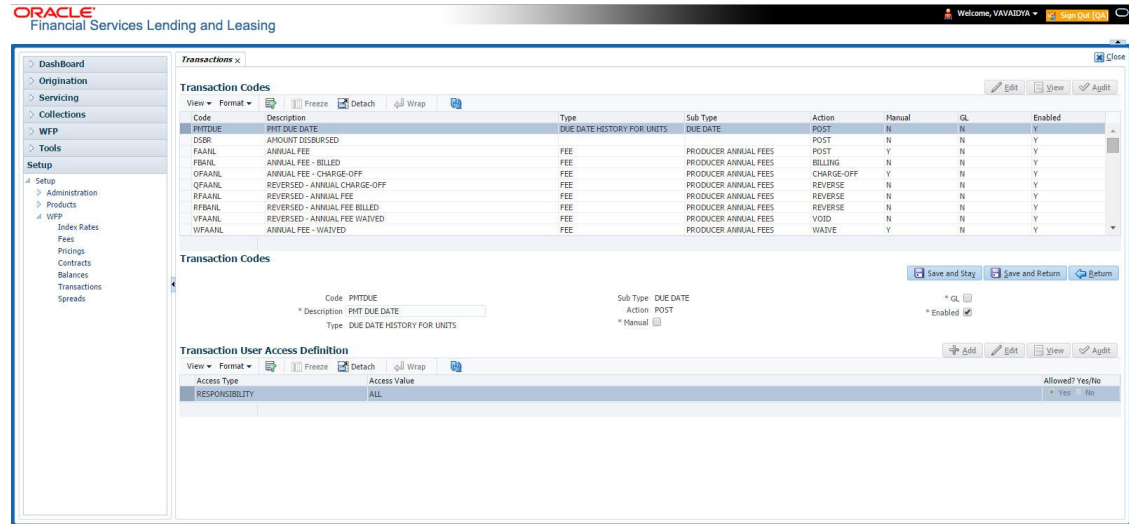 ORACLE
Financial Services Lending and Leasing
Welcome, VAVAIDYA Sign Out (QA)
Close
DashBoard
Origination
Servicing
Collections
WFP
Tools
Setup
Setup
Administration
Products
WFP
Index Rates
Fees
Pricings
Contracts
Balances
Transactions
Spreads
Transactions x
Transaction Codes
Edit View Audit
View Format Freeze Detach Wrap
Code Description Type Sub Type Action Manual GL Enabled
PMTDUE PMT DUE DATE DUE DATE HISTORY FOR UNITS DUE DATE POST N N Y
DSBR AMOUNT DISBURSED POST N N Y
FAANL ANNUAL FEE FEE PRODUCER ANNUAL FEES POST Y N Y
FBANL ANNUAL FEE - BILLED FEE PRODUCER ANNUAL FEES BILLING N N Y
OFAANL ANNUAL FEE - CHARGE-OFF FEE PRODUCER ANNUAL FEES CHARGE-OFF Y N Y
QFAANL REVERSED - ANNUAL CHARGE-OFF FEE PRODUCER ANNUAL FEES REVERSE N N Y
RFAANL REVERSED - ANNUAL FEE FEE PRODUCER ANNUAL FEES REVERSE N N Y
RFBANL REVERSED - ANNUAL FEE BILLED FEE PRODUCER ANNUAL FEES REVERSE N N Y
VFAANL REVERSED - ANNUAL FEE WAIVED FEE PRODUCER ANNUAL FEES VOID N N Y
WFAANL ANNUAL FEE - WAIVED FEE PRODUCER ANNUAL FEES WAIVE Y N Y
Transaction Codes
Save and Stay Save and Return Return
Code PMTDUE Sub Type DUE DATE * GL
* Description PMT DUE DATE Action POST * Enabled
Type DUE DATE HISTORY FOR UNITS * Manual
Transaction User Access Definition
Add Edit View Audit
View Format Freeze Detach Wrap
Access Type Access Value Allowed? Yes/No
RESPONSIBILITY ALL Yes No